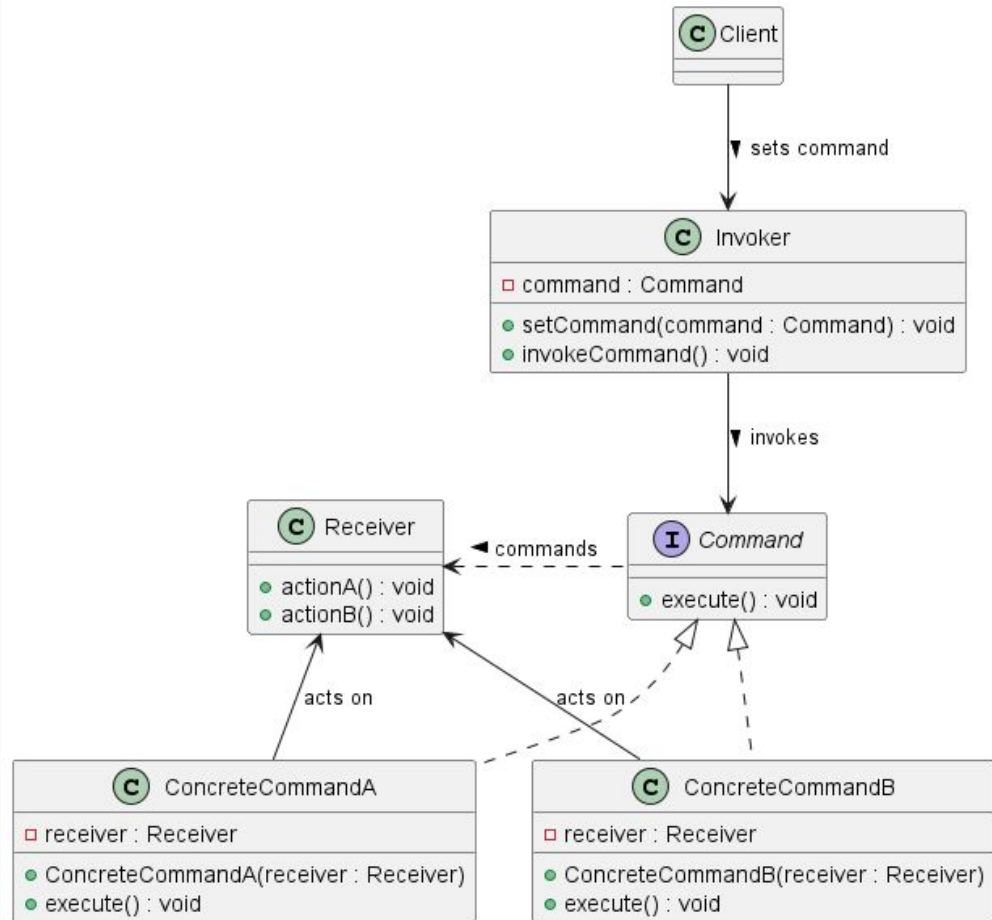 C Client
sets command
C Invoker
command : Command
setCommand(command : Command) : void
invokeCommand() : void
invokes
C Receiver
actionA() : void
actionB() : void
commands
I Command
execute() : void
acts on
acts on
C ConcreteCommandA
receiver : Receiver
ConcreteCommandA(receiver : Receiver)
execute() : void
C ConcreteCommandB
receiver : Receiver
ConcreteCommandB(receiver : Receiver)
execute() : void